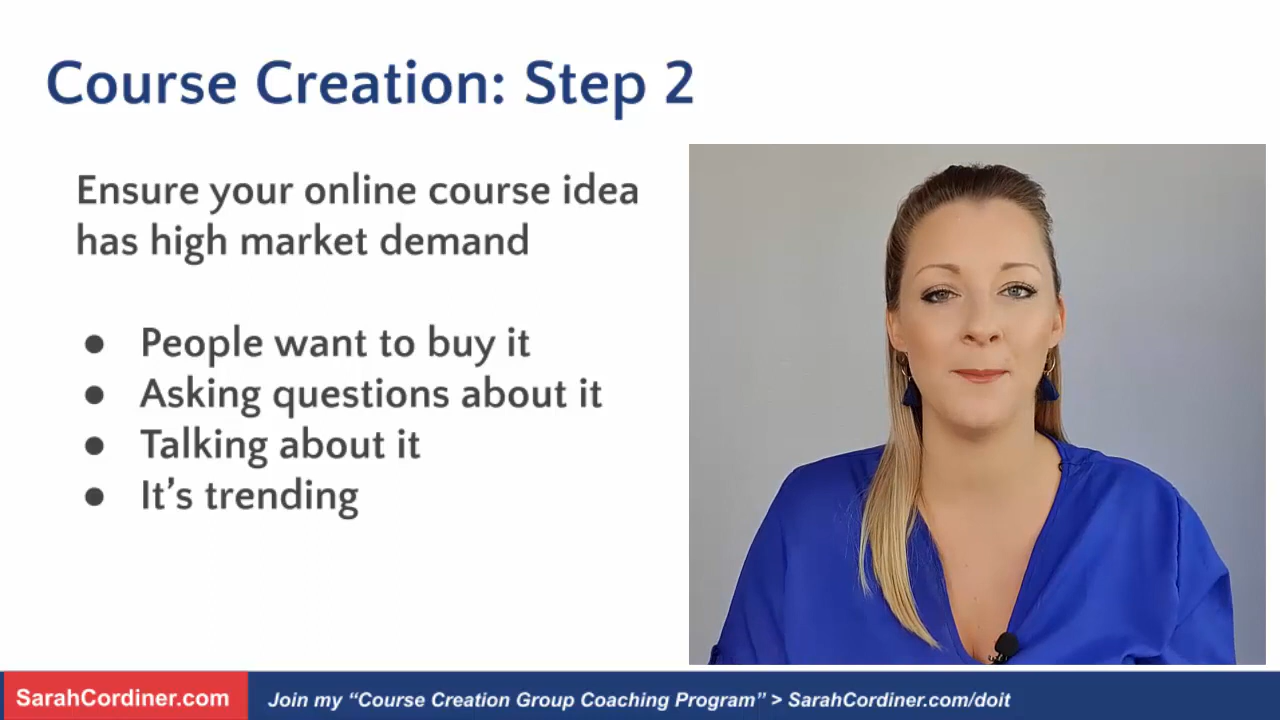 Course Creation: Step 2
Ensure your online course idea
has high market demand
● People want to buy it
● Asking questions about it
● Talking about it
● It’s trending
SarahCordiner.com
Join my “Course Creation Group Coaching Program” > SarahCordiner.com/doit